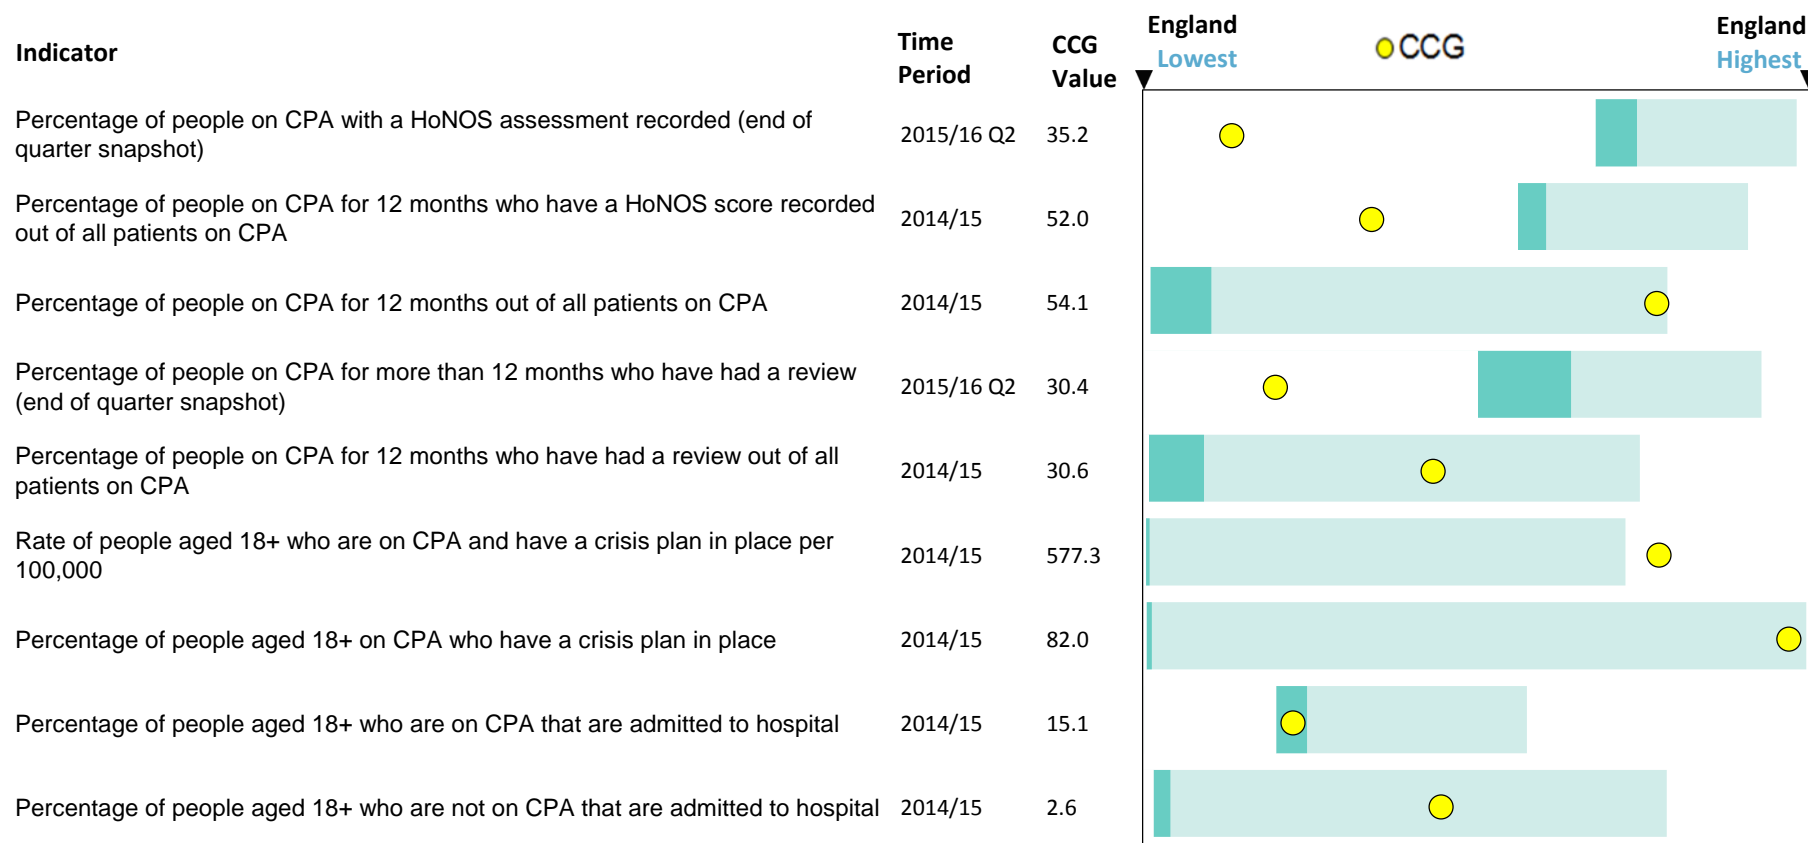 Indicator
Time
Period
CCG
Value
England
Lowest
CCG
England
Highest
Percentage of people on CPA with a HoNOS assessment recorded (end of
quarter snapshot)
2015/16 Q2
35.2
Percentage of people on CPA for 12 months who have a HoNOS score recorded
out of all patients on CPA
2014/15
52.0
Percentage of people on CPA for 12 months out of all patients on CPA
2014/15
54.1
Percentage of people on CPA for more than 12 months who have had a review
(end of quarter snapshot)
2015/16 Q2
30.4
Percentage of people on CPA for 12 months who have had a review out of all
patients on CPA
2014/15
30.6
Rate of people aged 18+ who are on CPA and have a crisis plan in place per
100,000
2014/15
577.3
Percentage of people aged 18+ on CPA who have a crisis plan in place
2014/15
82.0
Percentage of people aged 18+ who are on CPA that are admitted to hospital
2014/15
15.1
Percentage of people aged 18+ who are not on CPA that are admitted to hospital
2014/15
2.6